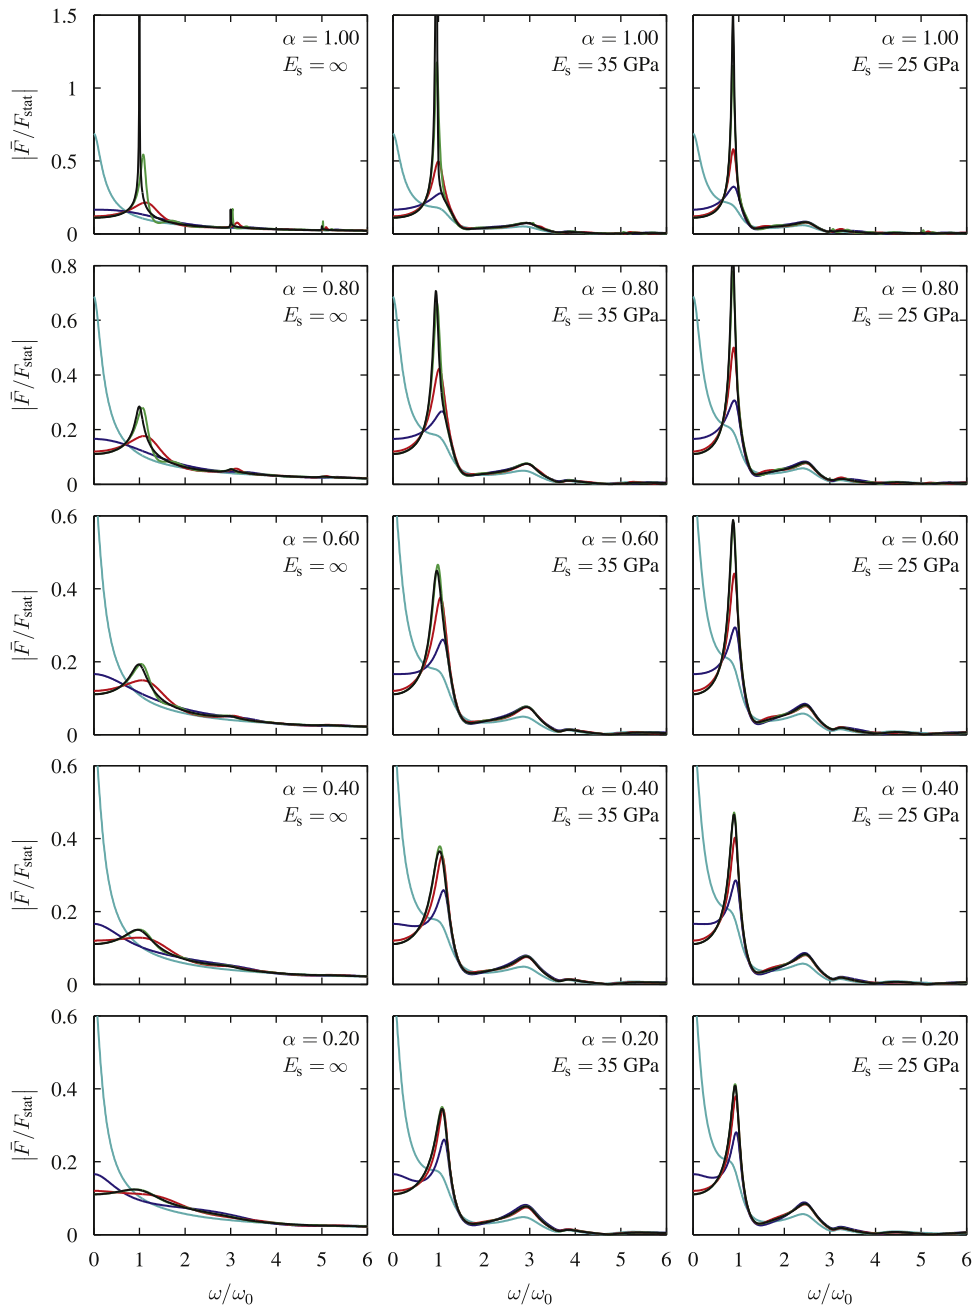 1.5
1
0.5
0
|F̄/F_stat|
α = 1.00
E_s = ∞
α = 1.00
E_s = 35 GPa
α = 1.00
E_s = 25 GPa
0.8
0.6
0.4
0.2
0
|F̄/F_stat|
α = 0.80
E_s = ∞
α = 0.80
E_s = 35 GPa
α = 0.80
E_s = 25 GPa
0.6
0.4
0.2
0
|F̄/F_stat|
α = 0.60
E_s = ∞
α = 0.60
E_s = 35 GPa
α = 0.60
E_s = 25 GPa
0.6
0.4
0.2
0
|F̄/F_stat|
α = 0.40
E_s = ∞
α = 0.40
E_s = 35 GPa
α = 0.40
E_s = 25 GPa
0.6
0.4
0.2
0
|F̄/F_stat|
α = 0.20
E_s = ∞
α = 0.20
E_s = 35 GPa
α = 0.20
E_s = 25 GPa
0 1 2 3 4 5 6
0 1 2 3 4 5 6
0 1 2 3 4 5 6
ω/ω₀
ω/ω₀
ω/ω₀